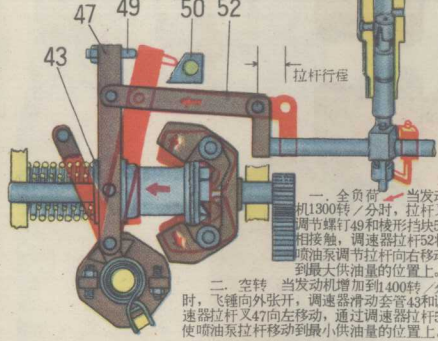 47
49
50
52
43
拉杆行程
一. 全负荷 当发动
机1300转/分时，拉杆
调节螺钉49和棱形挡块5
相接触，调速器拉杆52
喷油泵调节拉杆向右移动
到最大供油量的位置上。
二. 空转 当发动机增加到1400转/分
时，飞锤向外张开，调速器滑动套管43和
速器拉杆叉47向左移动，通过调速器拉杆5
使喷油泵拉杆移动到最小供油量的位置上。